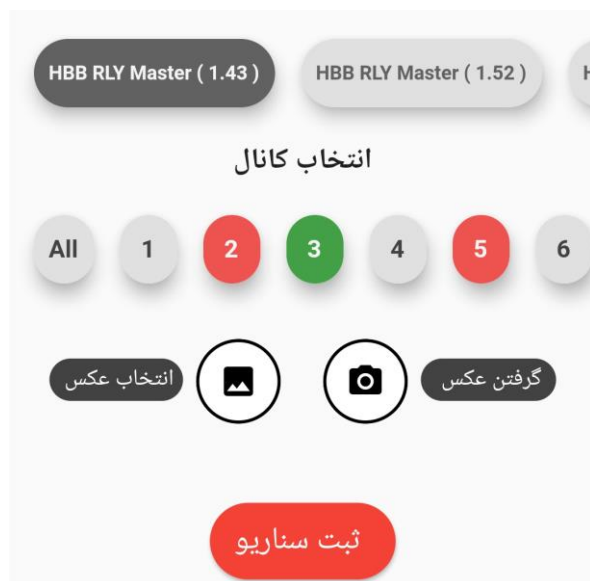 HBB RLY Master ( 1.43 ) HBB RLY Master ( 1.52 ) H
انتخاب کانال
All 1 2 3 4 5 6
انتخاب عکس گرفتن عکس
ثبت سناریو